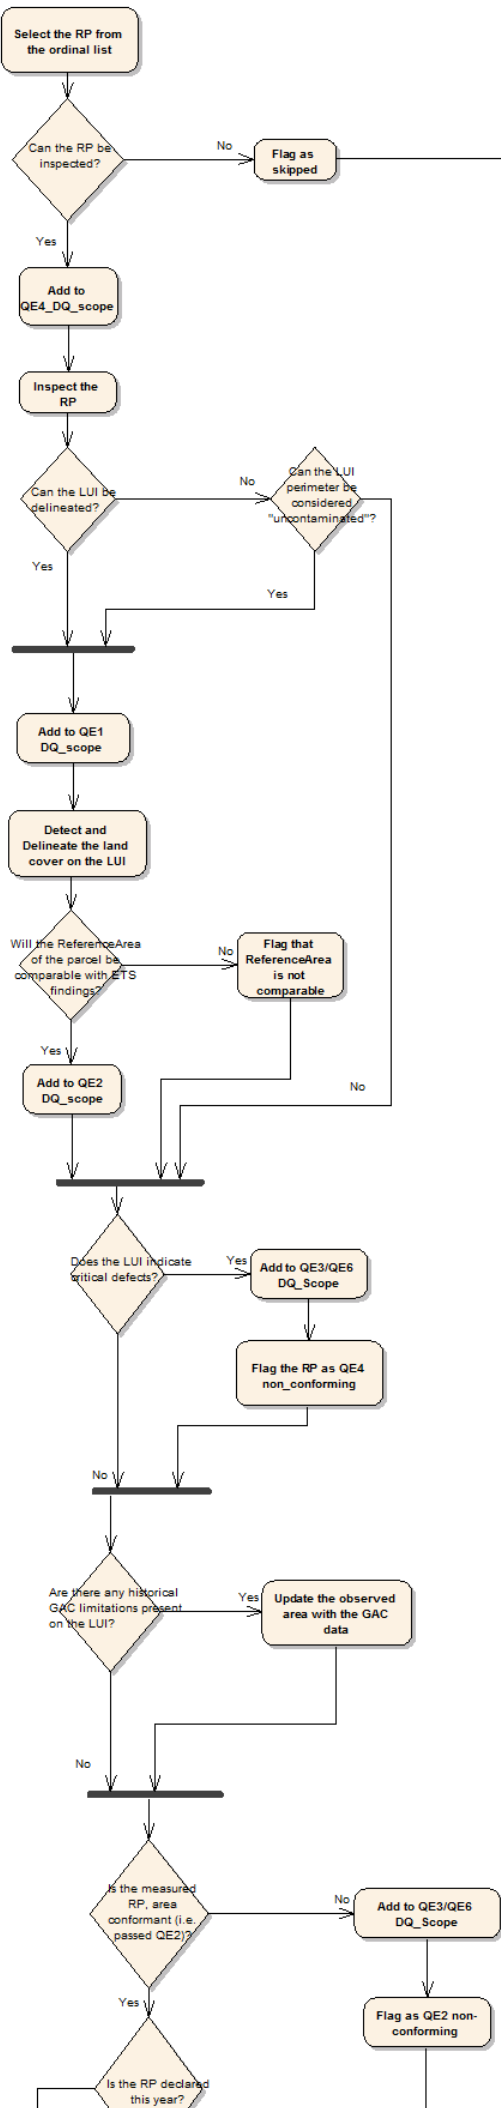 Select the RP from
the ordinal list
Can the RP be
inspected?
No
Flag as
skipped
Yes
Add to
QE4_DQ_scope
Inspect the
RP
Can the LUI be
delineated?
No
Can the LUI
perimeter be
considered
"uncontaminated"?
Yes
Yes
Add to QE1
DQ_scope
Detect and
Delineate the land
cover on the LUI
Will the ReferenceArea
of the parcel be
comparable with ETS
findings?
No
Flag that
ReferenceArea
is not
comparable
Yes
No
Add to QE2
DQ_scope
Does the LUI indicate
critical defects?
Yes
Add to QE3/QE6
DQ_Scope
Flag the RP as QE4
non_conforming
No
Are there any historical
GAC limitations present
on the LUI?
Yes
Update the observed
area with the GAC
data
No
Is the measured
RP, area
conformant (i.e.
passed QE2)?
No
Add to QE3/QE6
DQ_Scope
Yes
Flag as QE2 non-
conforming
Is the RP declared
this year?